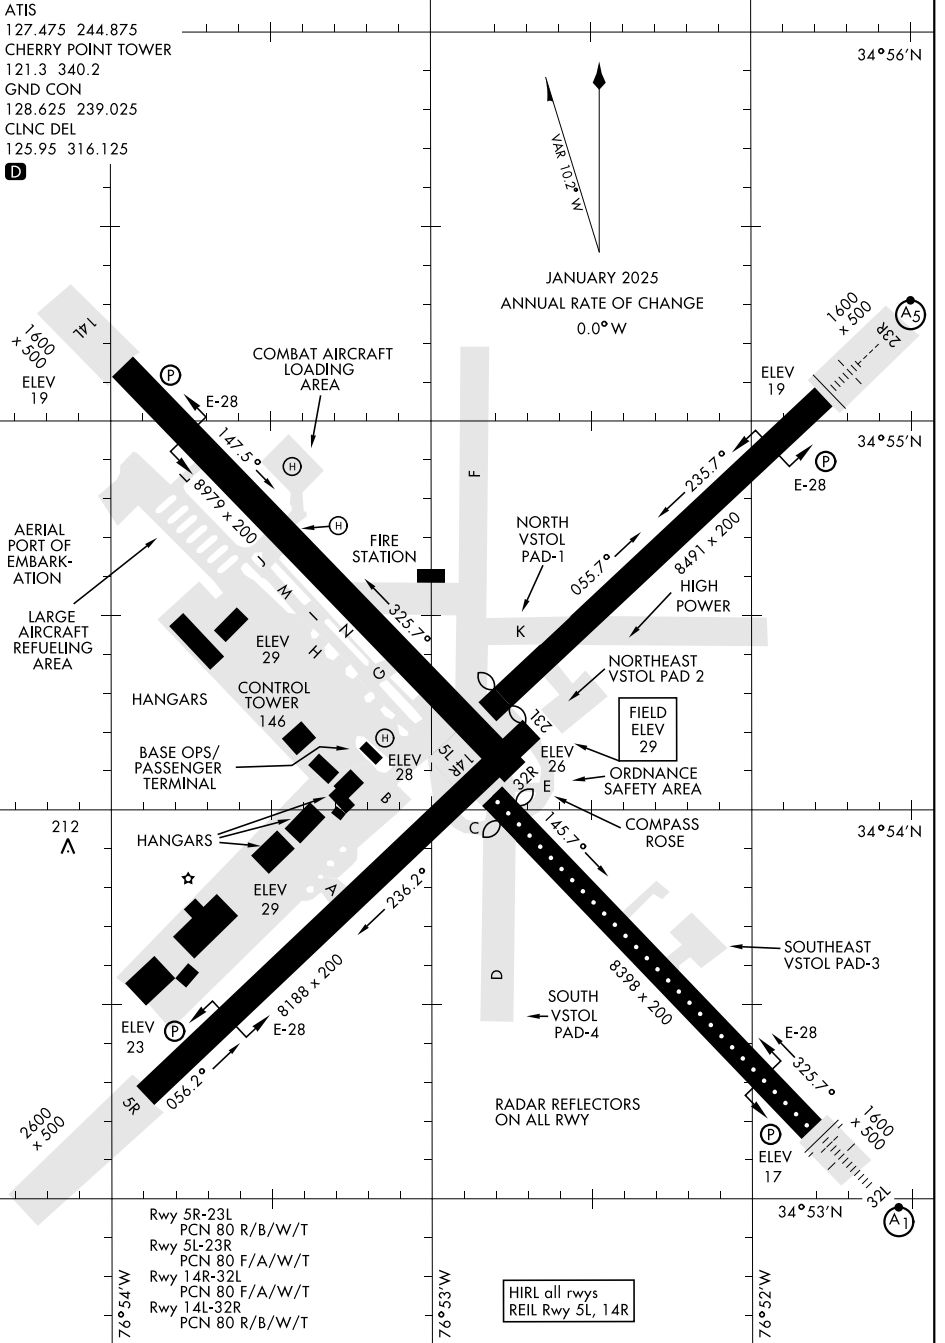 ATIS
127.475 244.875
CHERRY POINT TOWER
121.3 340.2
GND CON
128.625 239.025
CLNC DEL
125.95 316.125
D
34°56'N
VAR 10.2° W
JANUARY 2025
ANNUAL RATE OF CHANGE
0.0° W
14L
1600
x 500
ELEV
19
P
E-28
COMBAT AIRCRAFT
LOADING
AREA
H
1600
x 500
23R
A5
ELEV
19
34°55'N
P
E-28
147.5°
8979 x 200
H
F
235.7°
8491 x 200
055.7°
NORTH
VSTOL
PAD-1
FIRE
STATION
HIGH
POWER
AERIAL
PORT OF
EMBARK-
ATION
LARGE
AIRCRAFT
REFUELING
AREA
L
J
W
I
H
N
G
325.7°
K
ELEV
29
NORTHEAST
VSTOL PAD 2
HANGARS
CONTROL
TOWER
146
FIELD
ELEV
29
23L
H
5L
14R
BASE OPS/
PASSENGER
TERMINAL
ELEV
28
ELEV
26
32R
E
ORDNANCE
SAFETY AREA
B
212
HANGARS
C
COMPASS
ROSE
34°54'N
145.7°
ELEV
29
A
236.2°
D
8398 x 200
SOUTHEAST
VSTOL PAD-3
8188 x 200
SOUTH
VSTOL
PAD-4
ELEV
23
P
E-28
E-28
325.7°
056.2°
5R
2600
x 500
RADAR REFLECTORS
ON ALL RWY
P
ELEV
17
1600
x 500
32L
34°53'N
A1
Rwy 5R-23L
PCN 80 R/B/W/T
Rwy 5L-23R
PCN 80 F/A/W/T
Rwy 14R-32L
PCN 80 F/A/W/T
Rwy 14L-32R
PCN 80 R/B/W/T
76°54'W
76°53'W
76°52'W
HIRL all rwys
REIL Rwy 5L, 14R